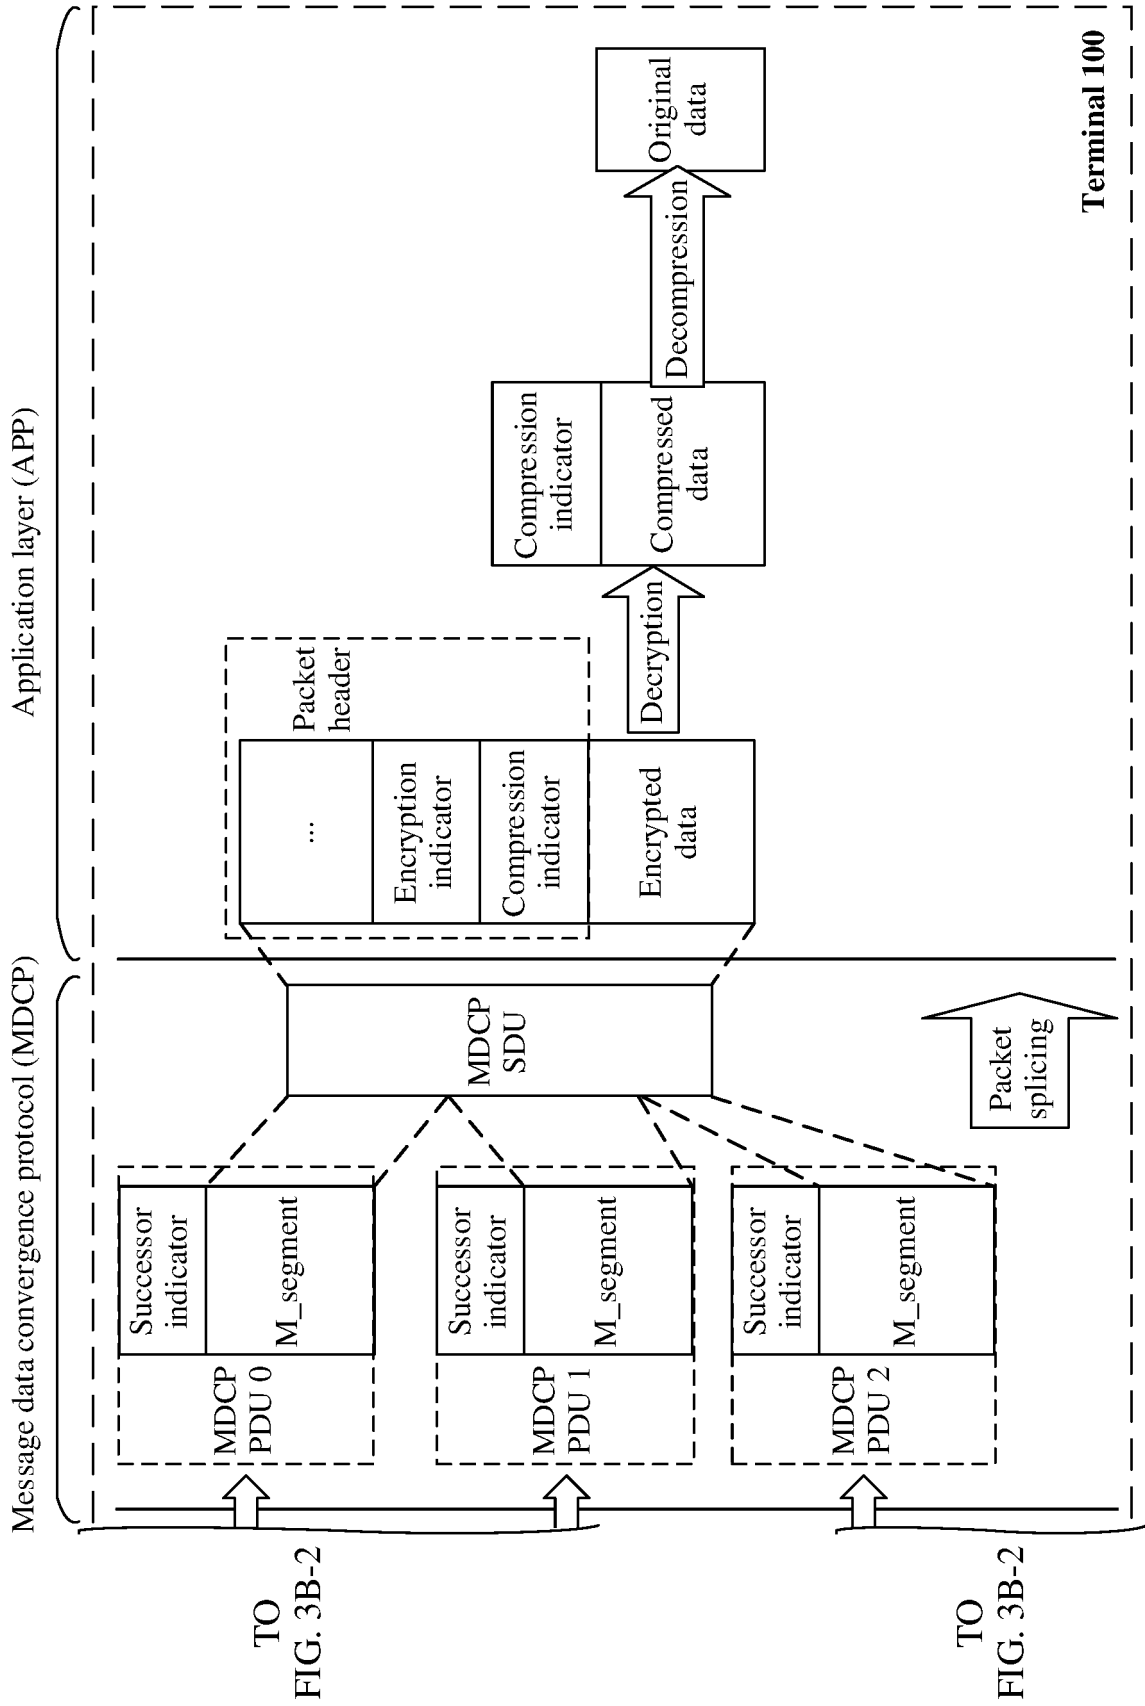 Message data convergence protocol (MDCP)
Application layer (APP)
TO
FIG. 3B-2
TO
FIG. 3B-2
MDCP
PDU 0
Successor
indicator
M_segment
MDCP
PDU 1
Successor
indicator
M_segment
MDCP
PDU 2
Successor
indicator
M_segment
MDCP
SDU
Packet
splicing
Packet
header
...
Encryption
indicator
Compression
indicator
Encrypted
data
Decryption
Compression
indicator
Compressed
data
Decompression
Original
data
Terminal 100